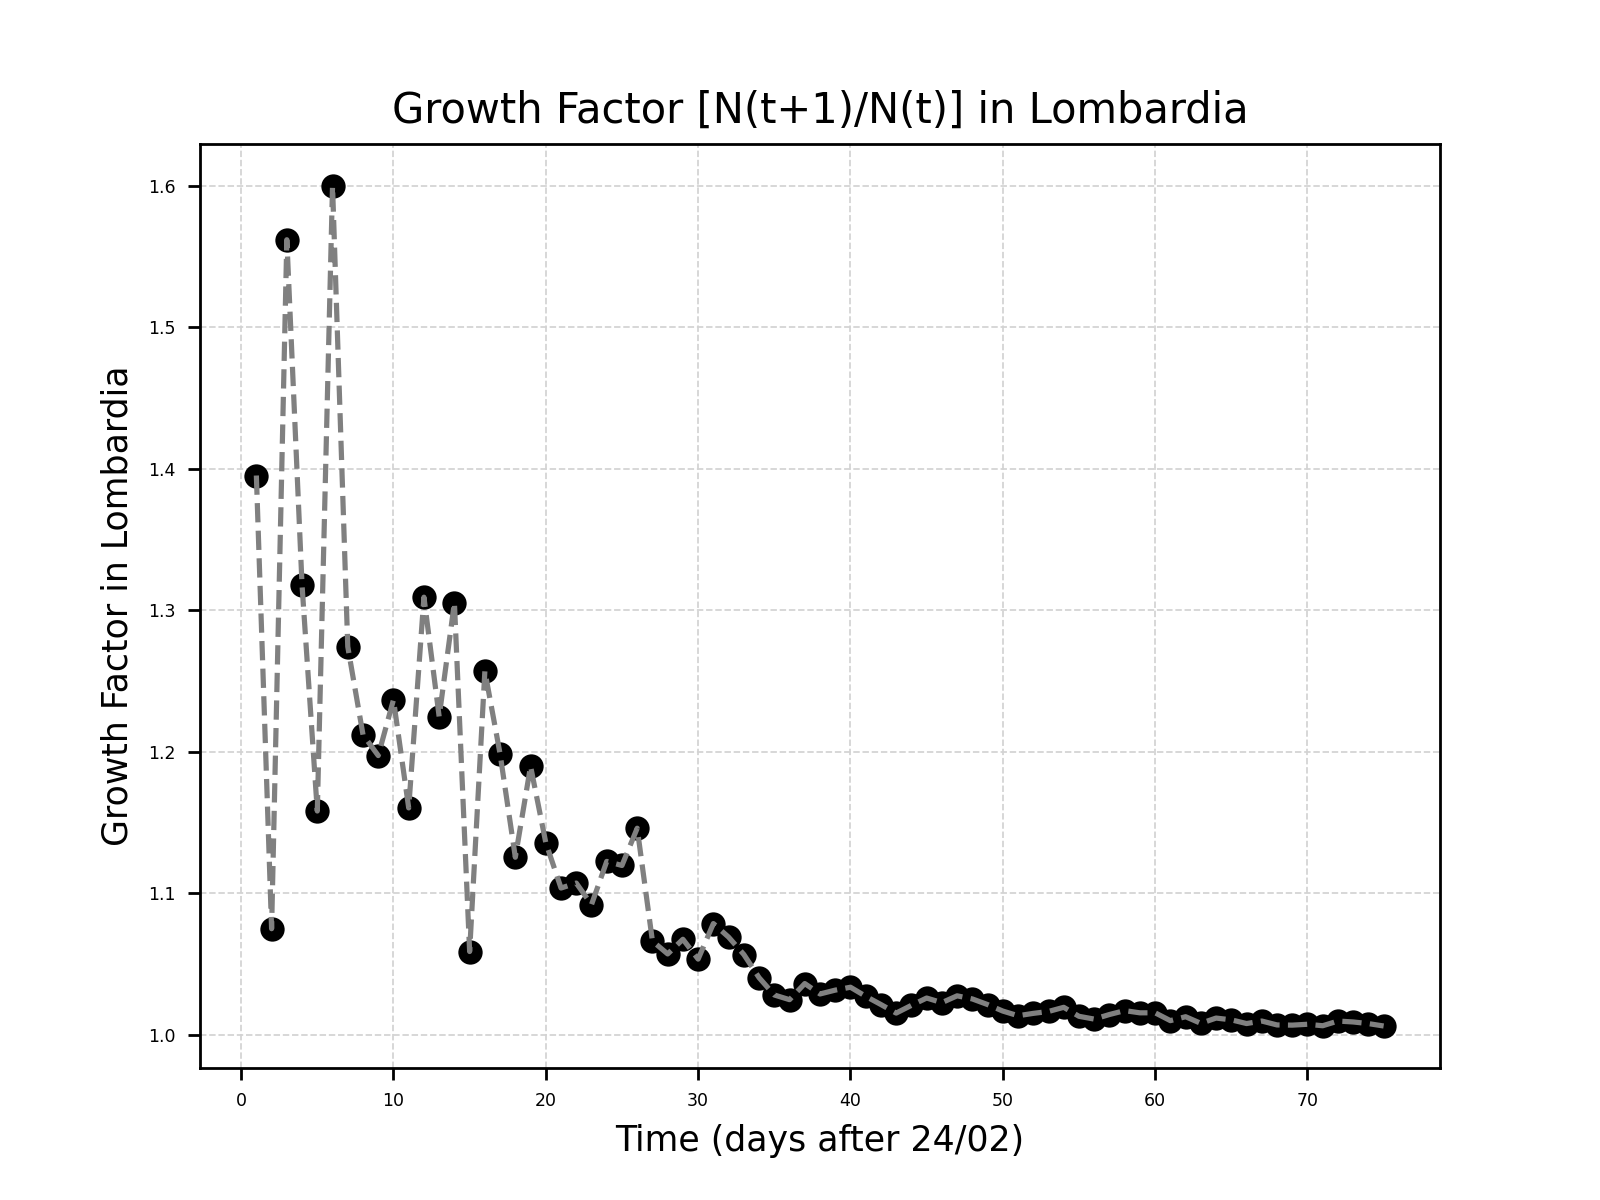 Growth Factor [N(t+1)/N(t)] in Lombardia
Growth Factor in Lombardia
1.6
1.5
1.4
1.3
1.2
1.1
1.0
0 10 20 30 40 50 60 70
Time (days after 24/02)